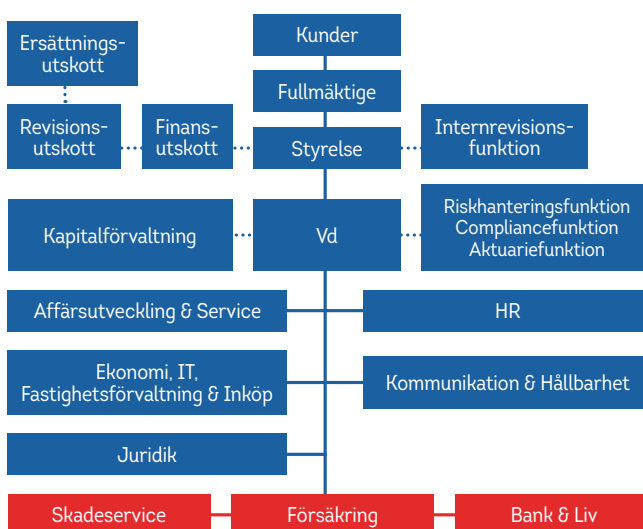 Kunder
Ersättnings-
utskott
Fullmäktige
Revisions-
utskott
Finans-
utskott
Styrelse
Internrevisions-
funktion
Kapitalförvaltning
Vd
Riskhanteringsfunktion
Compliancefunktion
Aktuariefunktion
Affärsutveckling & Service
HR
Ekonomi, IT,
Fastighetsförvaltning & Inköp
Kommunikation & Hållbarhet
Juridik
Skadeservice
Försäkring
Bank & Liv